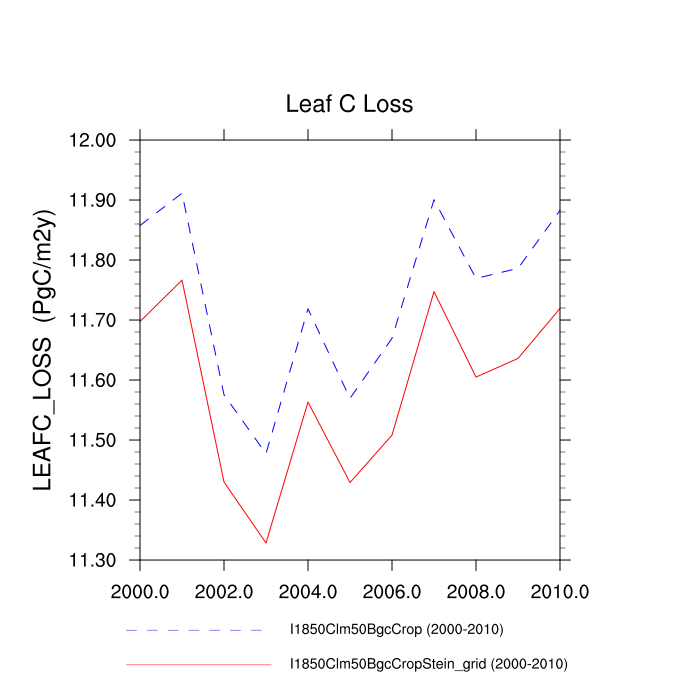 Leaf C Loss
LEAFC_LOSS (PgC/m2y)
12.00
11.90
11.80
11.70
11.60
11.50
11.40
11.30
2000.0 2002.0 2004.0 2006.0 2008.0 2010.0
I1850Clm50BgcCrop (2000-2010)
I1850Clm50BgcCropStein_grid (2000-2010)